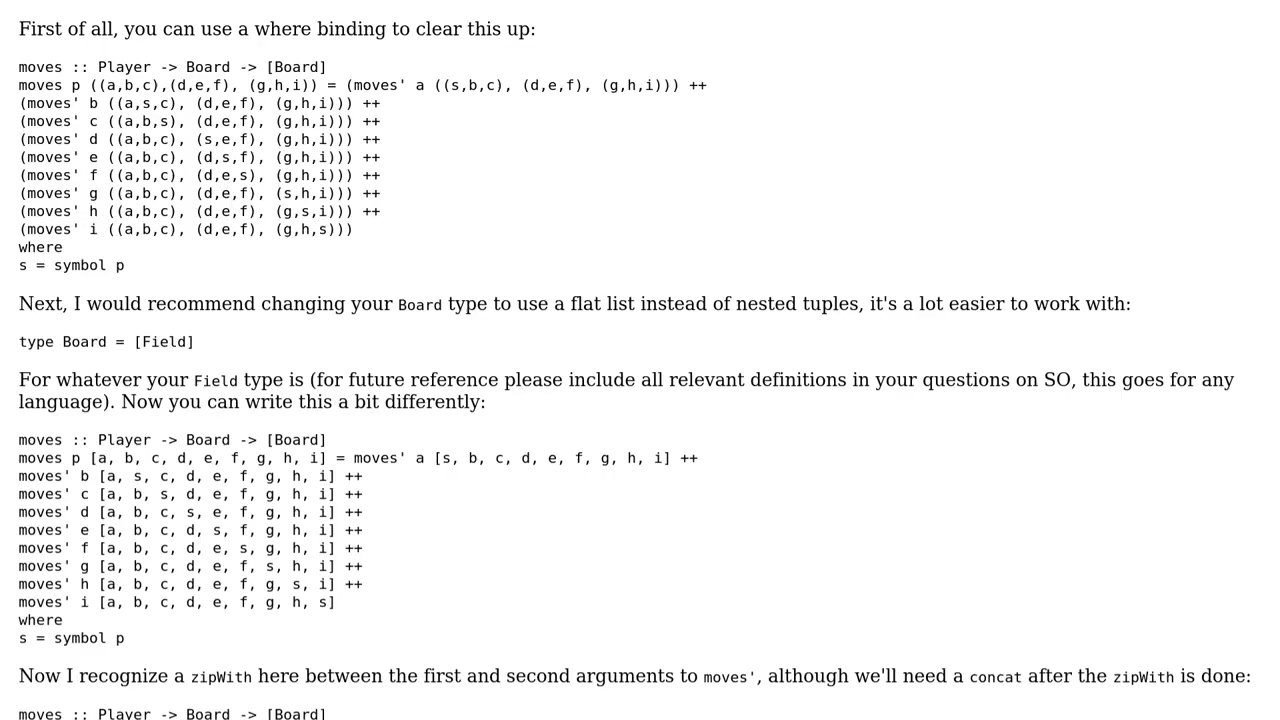 First of all, you can use a where binding to clear this up:
moves :: Player -> Board -> [Board]
moves p ((a,b,c),(d,e,f), (g,h,i)) = (moves' a ((s,b,c), (d,e,f), (g,h,i))) ++
(moves' b ((a,s,c), (d,e,f), (g,h,i))) ++
(moves' c ((a,b,s), (d,e,f), (g,h,i))) ++
(moves' d ((a,b,c), (s,e,f), (g,h,i))) ++
(moves' e ((a,b,c), (d,s,f), (g,h,i))) ++
(moves' f ((a,b,c), (d,e,s), (g,h,i))) ++
(moves' g ((a,b,c), (d,e,f), (s,h,i))) ++
(moves' h ((a,b,c), (d,e,f), (g,s,i))) ++
(moves' i ((a,b,c), (d,e,f), (g,h,s)))
where
s = symbol p
Next, I would recommend changing your Board type to use a flat list instead of nested tuples, it's a lot easier to work with:
type Board = [Field]
For whatever your Field type is (for future reference please include all relevant definitions in your questions on SO, this goes for any
language). Now you can write this a bit differently:
moves :: Player -> Board -> [Board]
moves p [a, b, c, d, e, f, g, h, i] = moves' a [s, b, c, d, e, f, g, h, i] ++
moves' b [a, s, c, d, e, f, g, h, i] ++
moves' c [a, b, s, d, e, f, g, h, i] ++
moves' d [a, b, c, s, e, f, g, h, i] ++
moves' e [a, b, c, d, s, f, g, h, i] ++
moves' f [a, b, c, d, e, s, g, h, i] ++
moves' g [a, b, c, d, e, f, s, h, i] ++
moves' h [a, b, c, d, e, f, g, s, i] ++
moves' i [a, b, c, d, e, f, g, h, s]
where
s = symbol p
Now I recognize a zipWith here between the first and second arguments to moves', although we'll need a concat after the zipWith is done:
moves :: Player -> Board -> [Board]